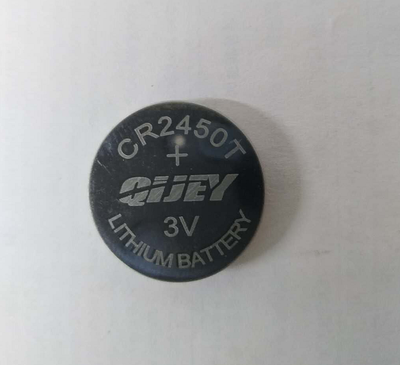 CR2450T
+
QIJEY
3V
LITHIUM BATTERY